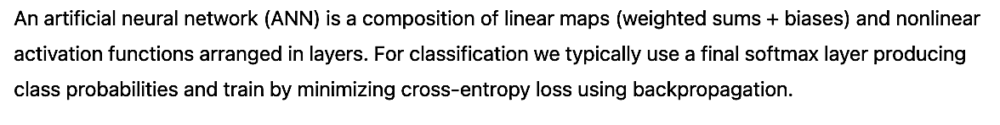 An artificial neural network (ANN) is a composition of linear maps (weighted sums + biases) and nonlinear
activation functions arranged in layers. For classification we typically use a final softmax layer producing
class probabilities and train by minimizing cross-entropy loss using backpropagation.